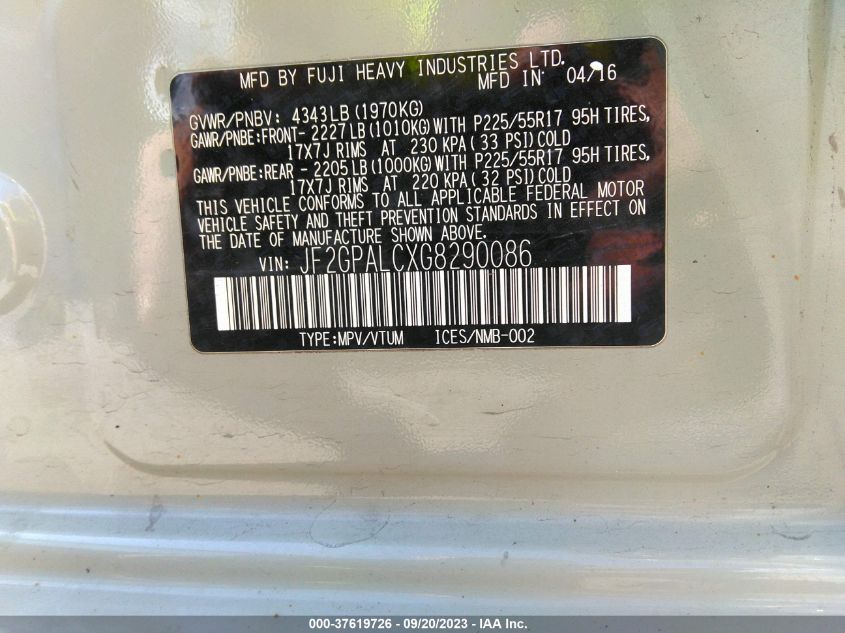 MFD BY FUJI HEAVY INDUSTRIES LTD.
MFD IN 04/16
GVWR/PNBV: 4343LB (1970KG)
GAWR/PNBE:FRONT- 2227 LB (1010KG) WITH P225/55R17 95H TIRES,
17X7J RIMS AT 230 KPA ( 33 PSI) COLD
GAWR/PNBE:REAR - 2205 LB (1000KG) WITH P225/55R17 95H TIRES,
17X7J RIMS AT 220 KPA ( 32 PSI) COLD
THIS VEHICLE CONFORMS TO ALL APPLICABLE FEDERAL MOTOR
VEHICLE SAFETY AND THEFT PREVENTION STANDARDS IN EFFECT ON
THE DATE OF MANUFACTURE SHOWN ABOVE.
VIN: JF2GPALCXG8290086
TYPE:MPV/VTUM ICES/NMB-002
000-37619726 - 09/20/2023 - IAA Inc.